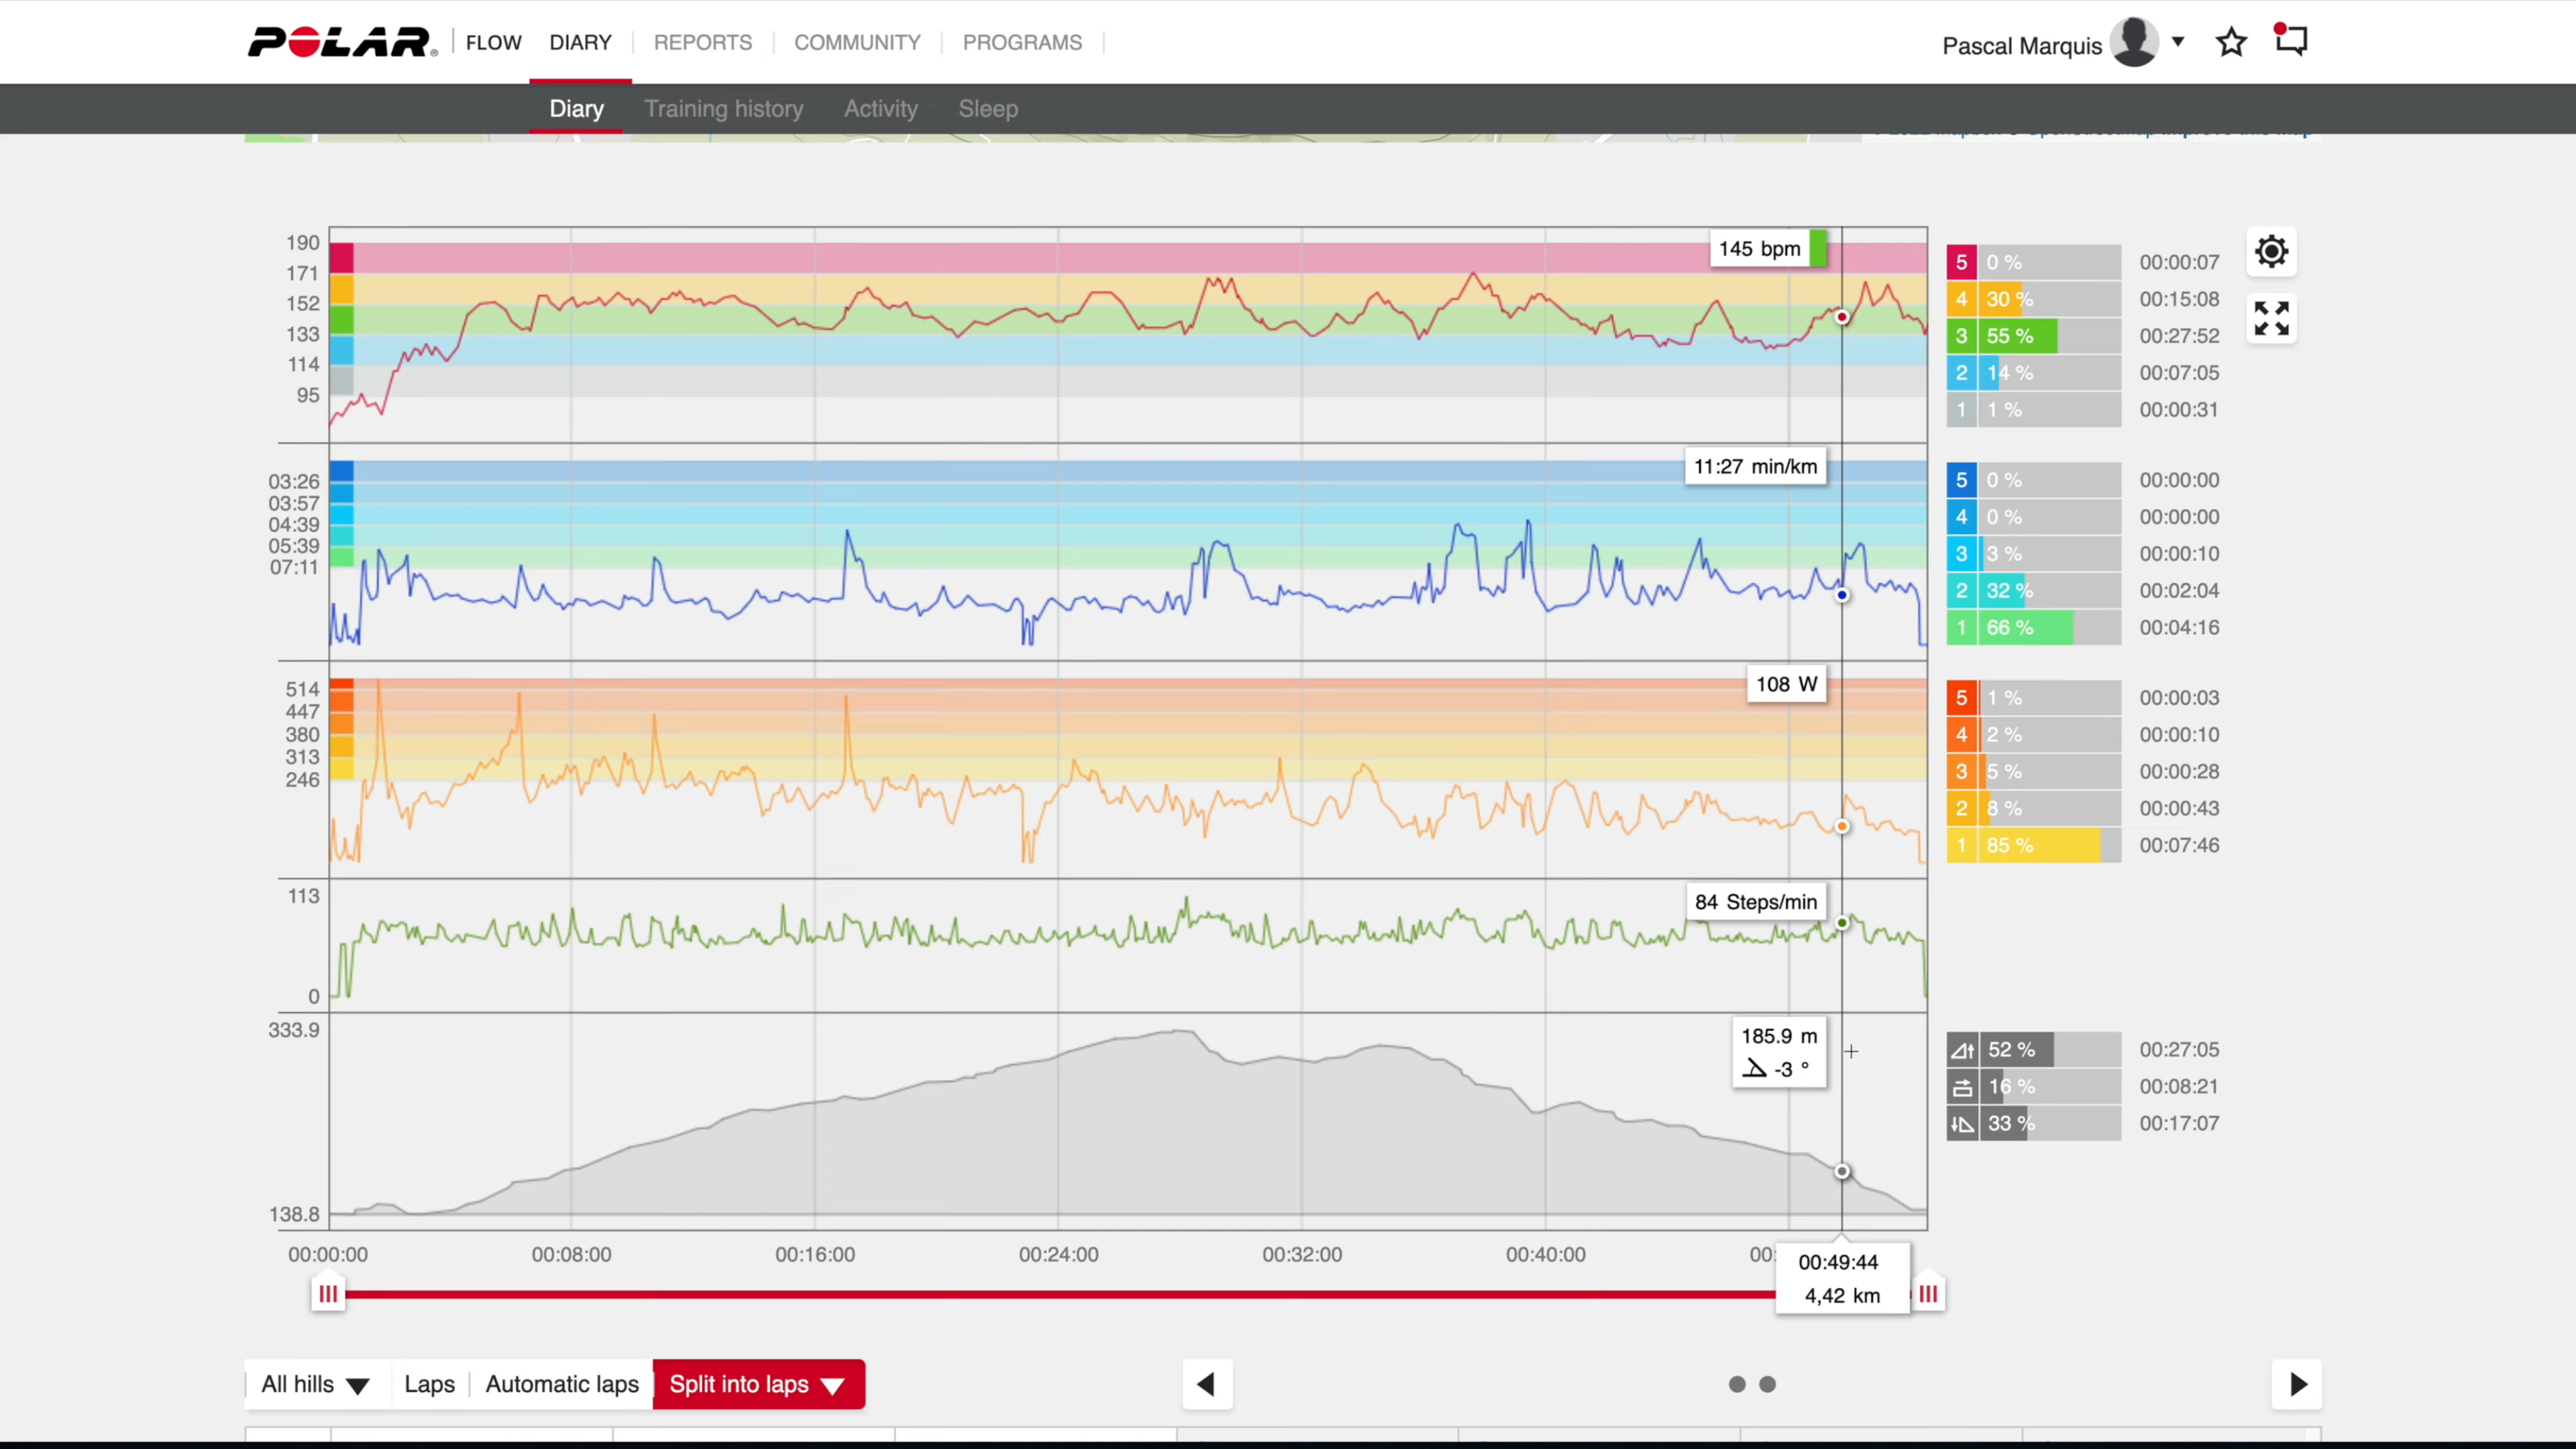 POLAR
FLOW
DIARY
REPORTS
COMMUNITY
PROGRAMS
Pascal Marquis
Diary
Training history
Activity
Sleep
190
171
152
133
114
95
145 bpm
5 0 % 00:00:07
4 30 % 00:15:08
3 55 % 00:27:52
2 14 % 00:07:05
1 1 % 00:00:31
03:26
03:57
04:39
05:39
07:11
11:27 min/km
5 0 % 00:00:00
4 0 % 00:00:00
3 3 % 00:00:10
2 32 % 00:02:04
1 66 % 00:04:16
514
447
380
313
246
108 W
5 1 % 00:00:03
4 2 % 00:00:10
3 5 % 00:00:28
2 8 % 00:00:43
1 85 % 00:07:46
113
0
84 Steps/min
333.9
138.8
185.9 m
-3 °
52 % 00:27:05
16 % 00:08:21
33 % 00:17:07
00:00:00
00:08:00
00:16:00
00:24:00
00:32:00
00:40:00
00:49:44
4,42 km
All hills
Laps
Automatic laps
Split into laps